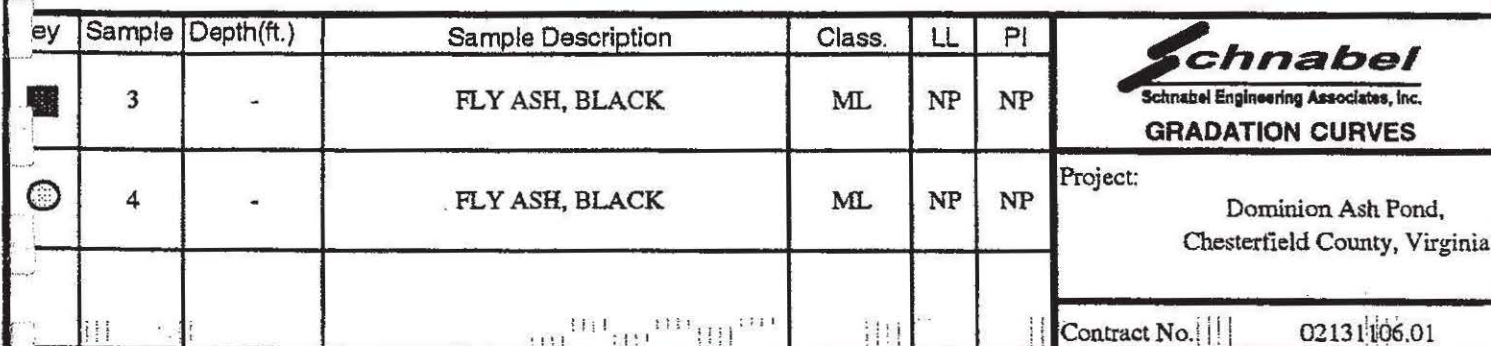 ey Sample Depth(ft.) Sample Description Class. LL PI
3 - FLY ASH, BLACK ML NP NP
4 - FLY ASH, BLACK ML NP NP
Schnabel
Schnabel Engineering Associates, Inc.
GRADATION CURVES
Project:
Dominion Ash Pond,
Chesterfield County, Virginia
Contract No. 02131106.01